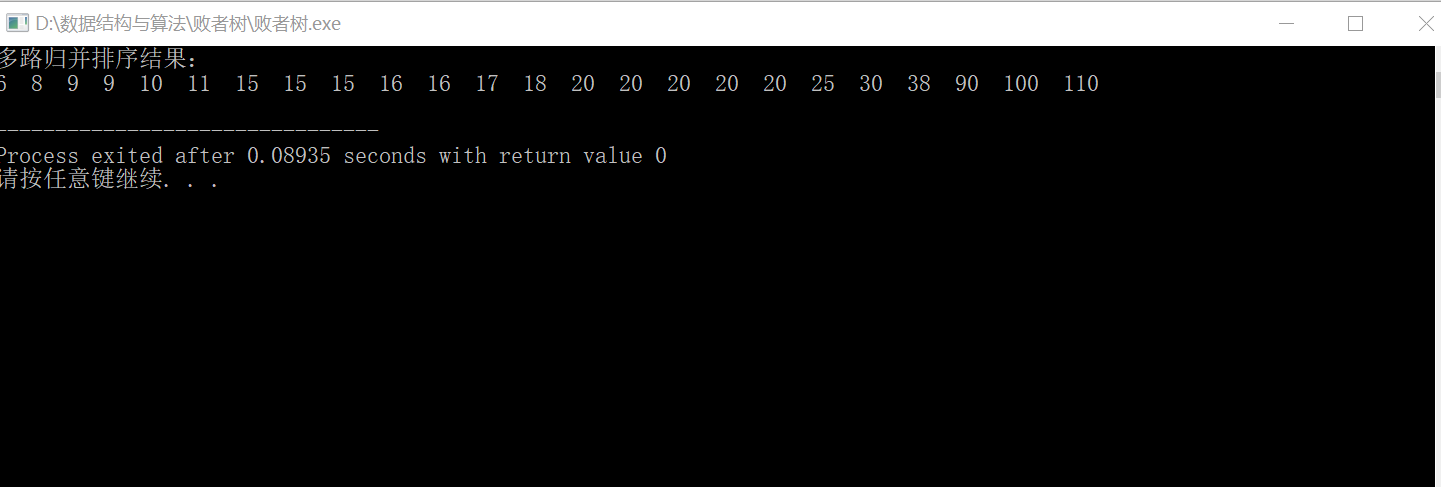 D:\数据结构与算法\败者树\败者树.exe
多路归并排序结果:
6 8 9 9 10 11 15 15 15 16 16 17 18 20 20 20 20 20 25 30 38 90 100 110
--------------------------------
Process exited after 0.08935 seconds with return value 0
请按任意键继续. . .